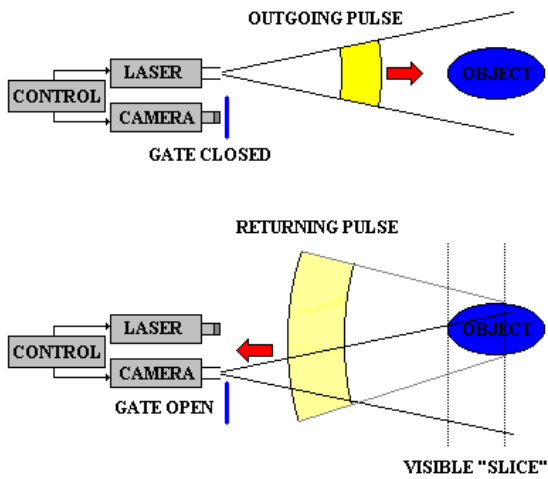 OUTGOING PULSE
LASER
OBJECT
CONTROL
CAMERA
GATE CLOSED
RETURNING PULSE
LASER
OBJECT
CONTROL
CAMERA
GATE OPEN
VISIBLE "SLICE"